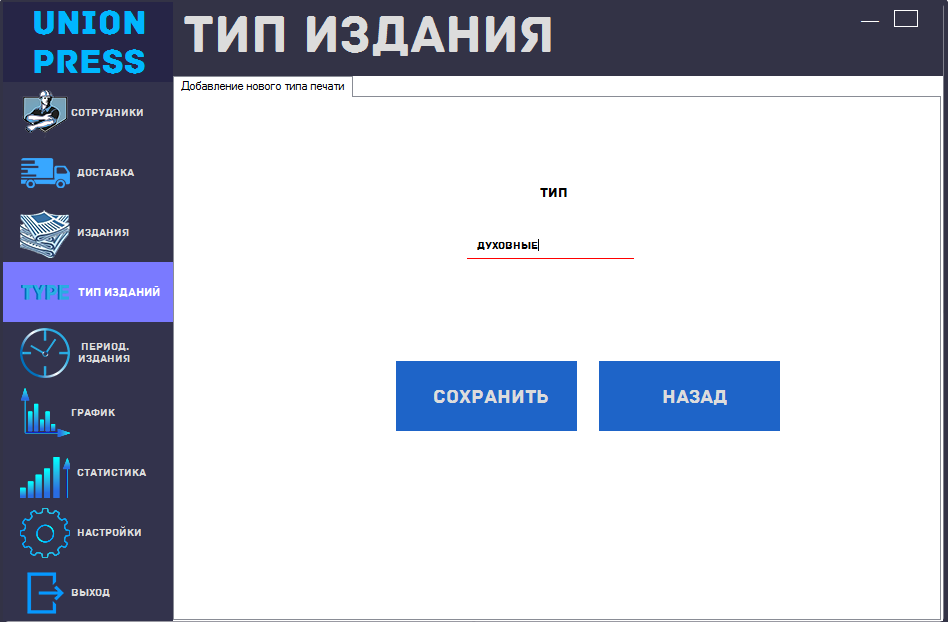 UNION
PRESS
ТИП ИЗДАНИЯ
Добавление нового типа печати
СОТРУДНИКИ
ДОСТАВКА
ИЗДАНИЯ
TYPE ТИП ИЗДАНИЙ
ПЕРИОД.
ИЗДАНИЯ
ГРАФИК
СТАТИСТИКА
НАСТРОЙКИ
ВЫХОД
ТИП
ДУХОВНЫЕ
СОХРАНИТЬ
НАЗАД